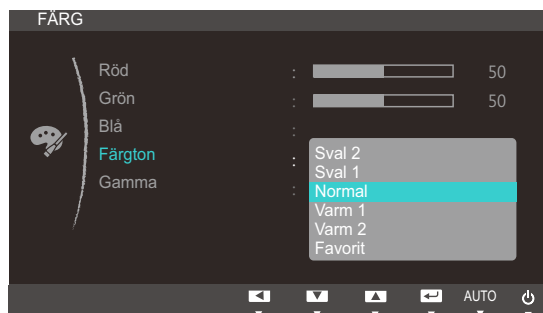 FÄRG
Röd : 50
Grön : 50
Blå :
Färgton :
Gamma :
Sval 2
Sval 1
Normal
Varm 1
Varm 2
Favorit
AUTO